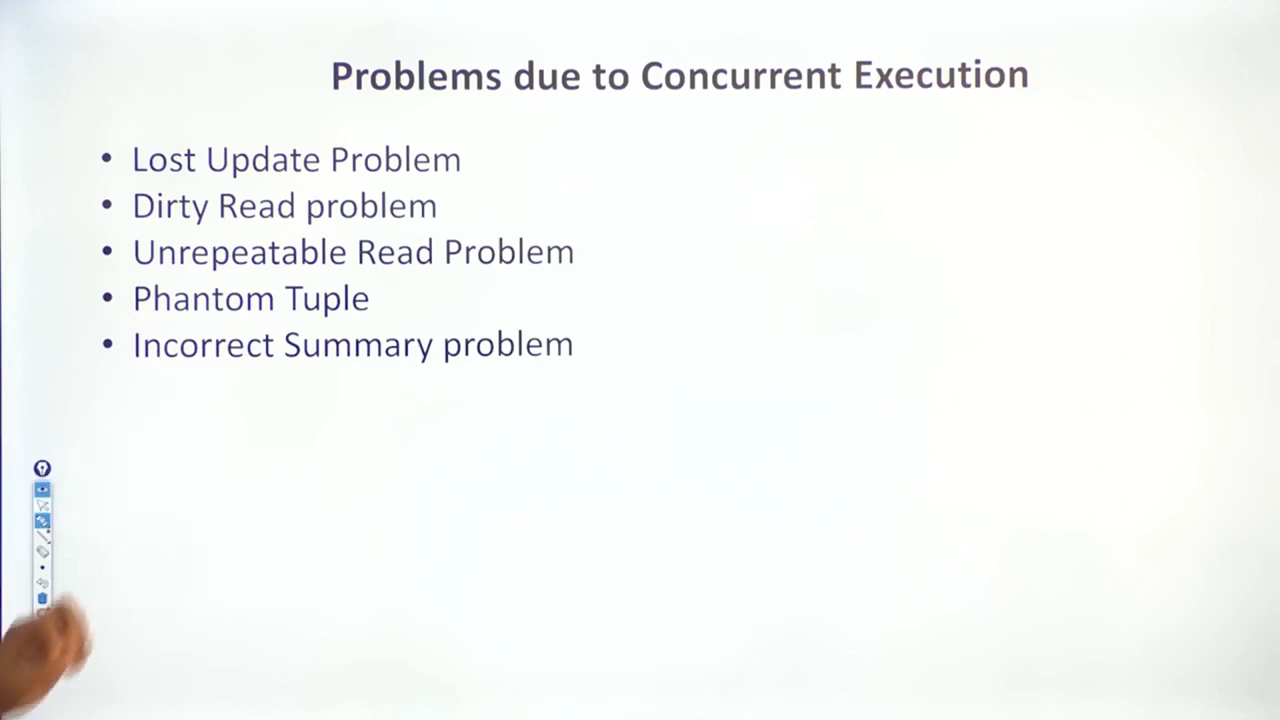 Problems due to Concurrent Execution
• Lost Update Problem
• Dirty Read problem
• Unrepeatable Read Problem
• Phantom Tuple
• Incorrect Summary problem